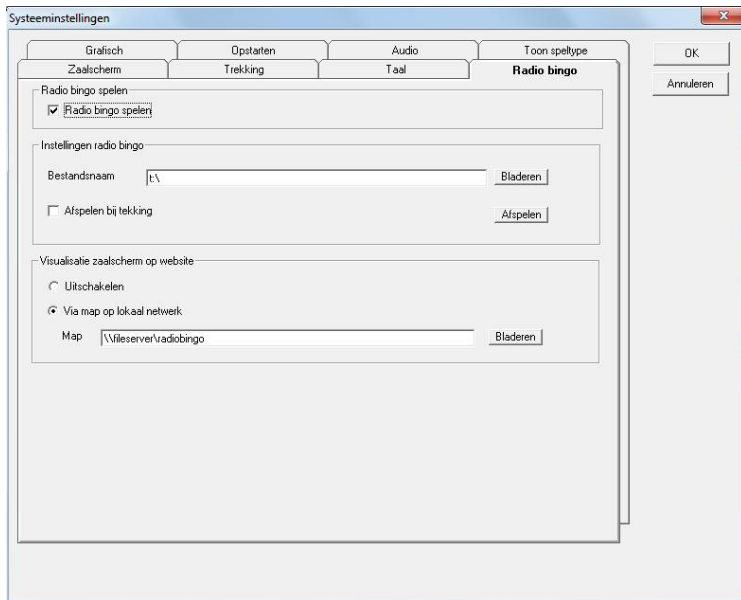 Systeeminstellingen
Grafisch Opstarten Audio Toon speltype
Zaalscherm Trekking Taal Radio bingo
OK
Annuleren
Radio bingo spelen
Radio bingo spelen
Instellingen radio bingo
Bestandsnaam t:\ Bladeren
Afspelen bij tekking Afspelen
Visualisatie zaalscherm op website
Uitschakelen
Via map op lokaal netwerk
Map \\fileserver\radiobingo Bladeren